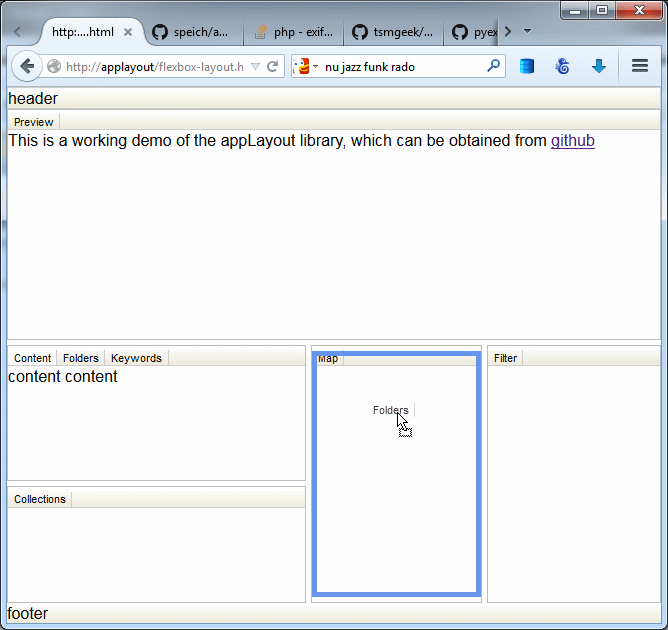 http:....html
speich/a...
php - exif...
tsmgeek/...
pyex
http://applayout/flexbox-layout.h
nu jazz funk rado
header
Preview
This is a working demo of the appLayout library, which can be obtained from github
Content Folders Keywords
content content
Map
Folders
Filter
Collections
footer